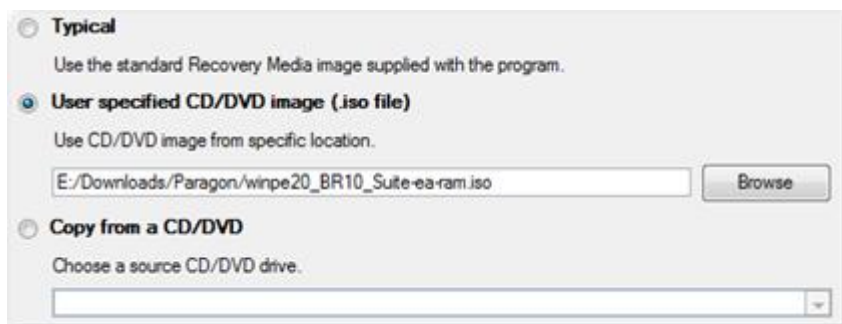 Typical
Use the standard Recovery Media image supplied with the program.
User specified CD/DVD image (.iso file)
Use CD/DVD image from specific location.
E:/Downloads/Paragon/winpe20_BR10_Suite-ea-ram.iso
Browse
Copy from a CD/DVD
Choose a source CD/DVD drive.